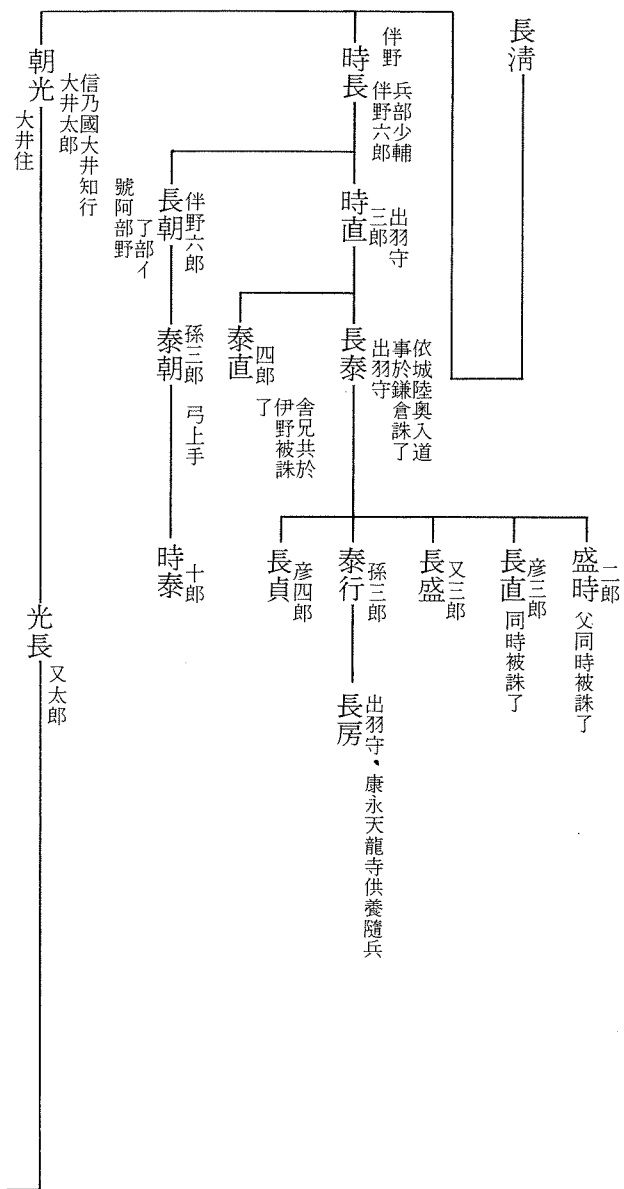 長清
伴野
時長
兵部少輔
伴野六郎
時直
出羽守
三郎
長泰
依城陸奥入道
事於鎌倉誅了
出羽守
盛時
二郎
父同時被誅了
長直
彦三郎
同時被誅了
長盛
又三郎
泰行
孫三郎
長房
出羽守、康永天龍寺供養隨兵
長貞
彦四郎
泰直
四郎
舎兄共於
伊野被誅
了
長朝
伴野六郎
了部イ
號阿部野
泰朝
孫三郎
弓上手
時泰
十郎
朝光
信乃國大井知行
大井太郎
大井住
光長
又太郎